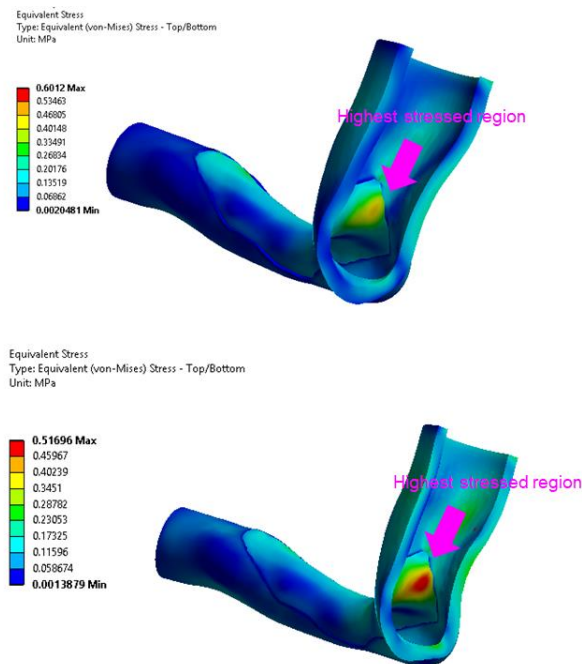 Equivalent Stress
Type: Equivalent (von-Mises) Stress - Top/Bottom
Unit: MPa
0.6012 Max
0.53463
0.46805
0.40148
0.33491
0.26834
0.20176
0.13519
0.06862
0.0020481 Min
Highest stressed region
Equivalent Stress
Type: Equivalent (von-Mises) Stress - Top/Bottom
Unit: MPa
0.51696 Max
0.45967
0.40239
0.3451
0.28782
0.23053
0.17325
0.11596
0.058674
0.0013879 Min
Highest stressed region